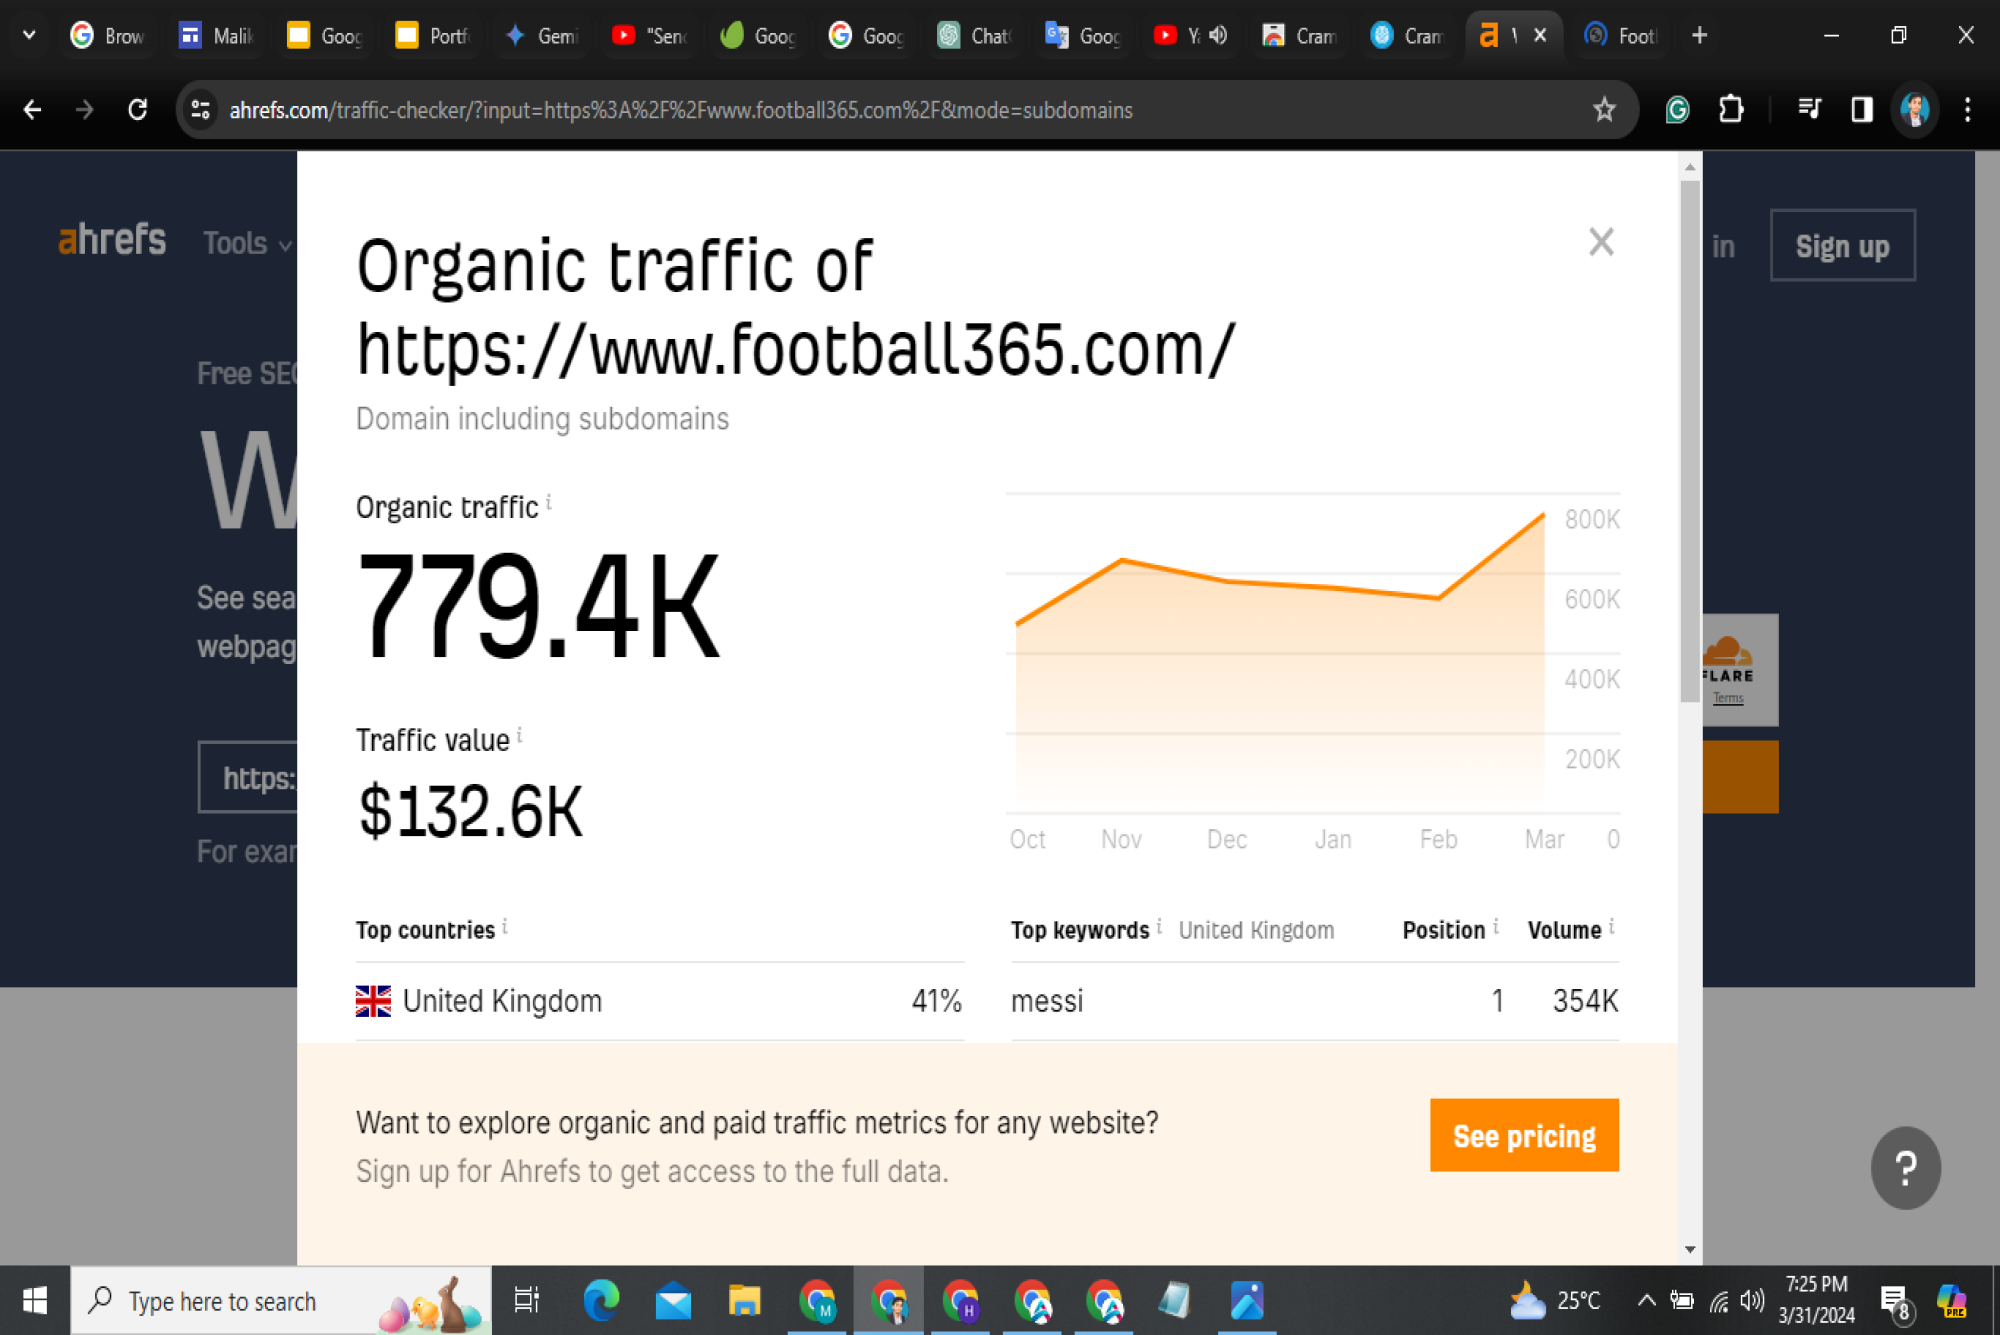 Brow
Malik
Goog
Portf
Gemi
"Senc
Goog
Goog
Chat
Goog
Cram
Cram
Footl
ahrefs.com/traffic-checker/?input=https%3A%2F%2Fwww.football365.com%2F&mode=subdomains
ahrefs
Tools
in
Sign up
Organic traffic of
https://www.football365.com/
Domain including subdomains
Free SEO
W
See sea
webpag
https:/
For exar
FLARE
Terms
Organic traffic i
779.4K
Traffic value i
$132.6K
800K
600K
400K
200K
Oct Nov Dec Jan Feb Mar 0
Top countries i
United Kingdom 41%
Top keywords i United Kingdom Position i Volume i
messi 1 354K
Want to explore organic and paid traffic metrics for any website?
Sign up for Ahrefs to get access to the full data.
See pricing
?
Type here to search
M
H
25°C
7:25 PM
3/31/2024
8
PRE